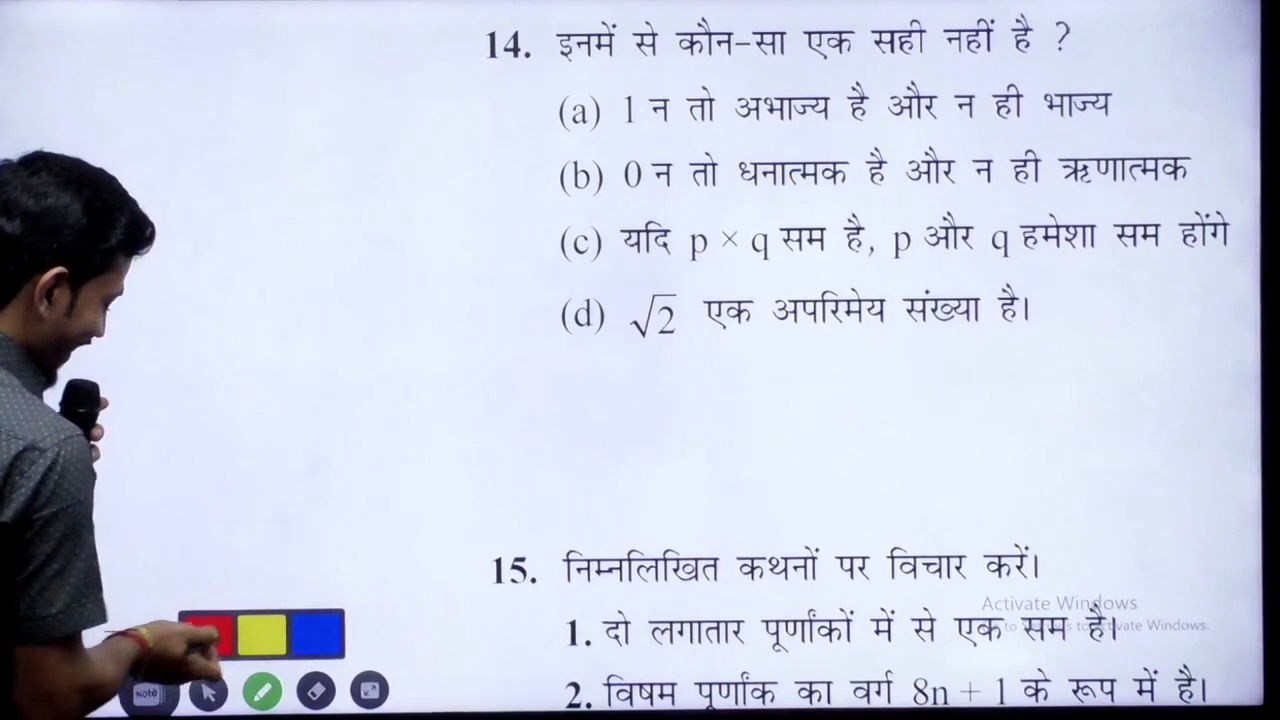 14. इनमें से कौन-सा एक सही नहीं है ?
(a) 1 न तो अभाज्य है और न ही भाज्य
(b) 0 न तो धनात्मक है और न ही ऋणात्मक
(c) यदि p × q सम है, p और q हमेशा सम होंगे
(d) √2 एक अपरिमेय संख्या है।
15. निम्नलिखित कथनों पर विचार करें।
Activate Windows
1. दो लगातार पूर्णांकों में से एक सम है।
Windows.
2. विषम पूर्णांक का वर्ग 8n + 1 के रूप में है।
Note